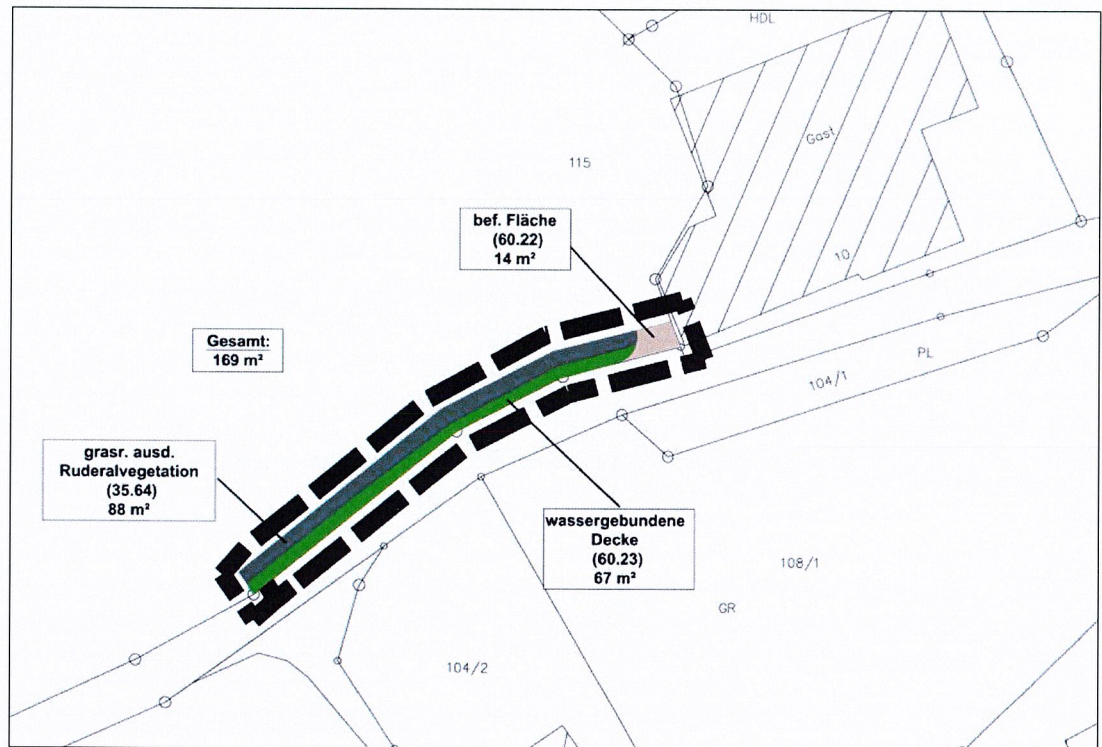 HDL
Gast
115
bef. Fläche
(60.22)
14 m²
10
Gesamt:
169 m²
PL
104/1
grasr. ausd.
Ruderalvegetation
(35.64)
88 m²
wassergebundene
Decke
(60.23)
67 m²
108/1
GR
104/2